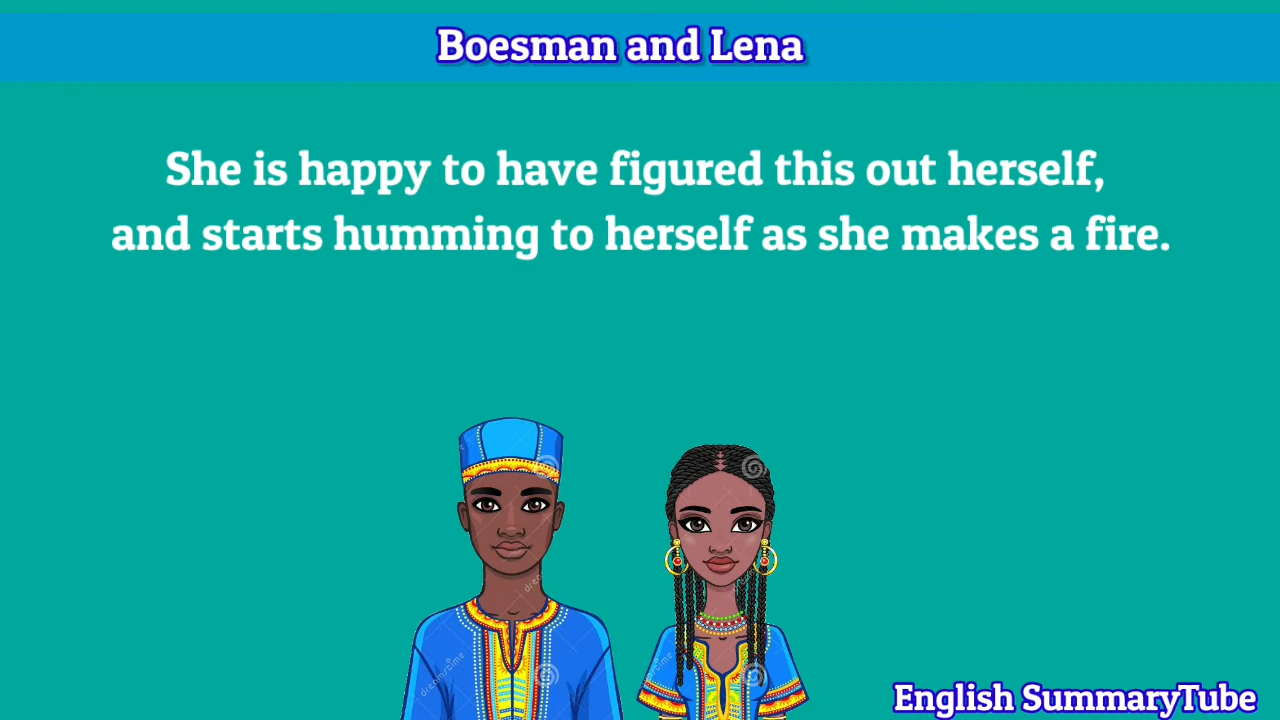 Boesman and Lena
She is happy to have figured this out herself,
and starts humming to herself as she makes a fire.
dreamstime
English SummaryTube